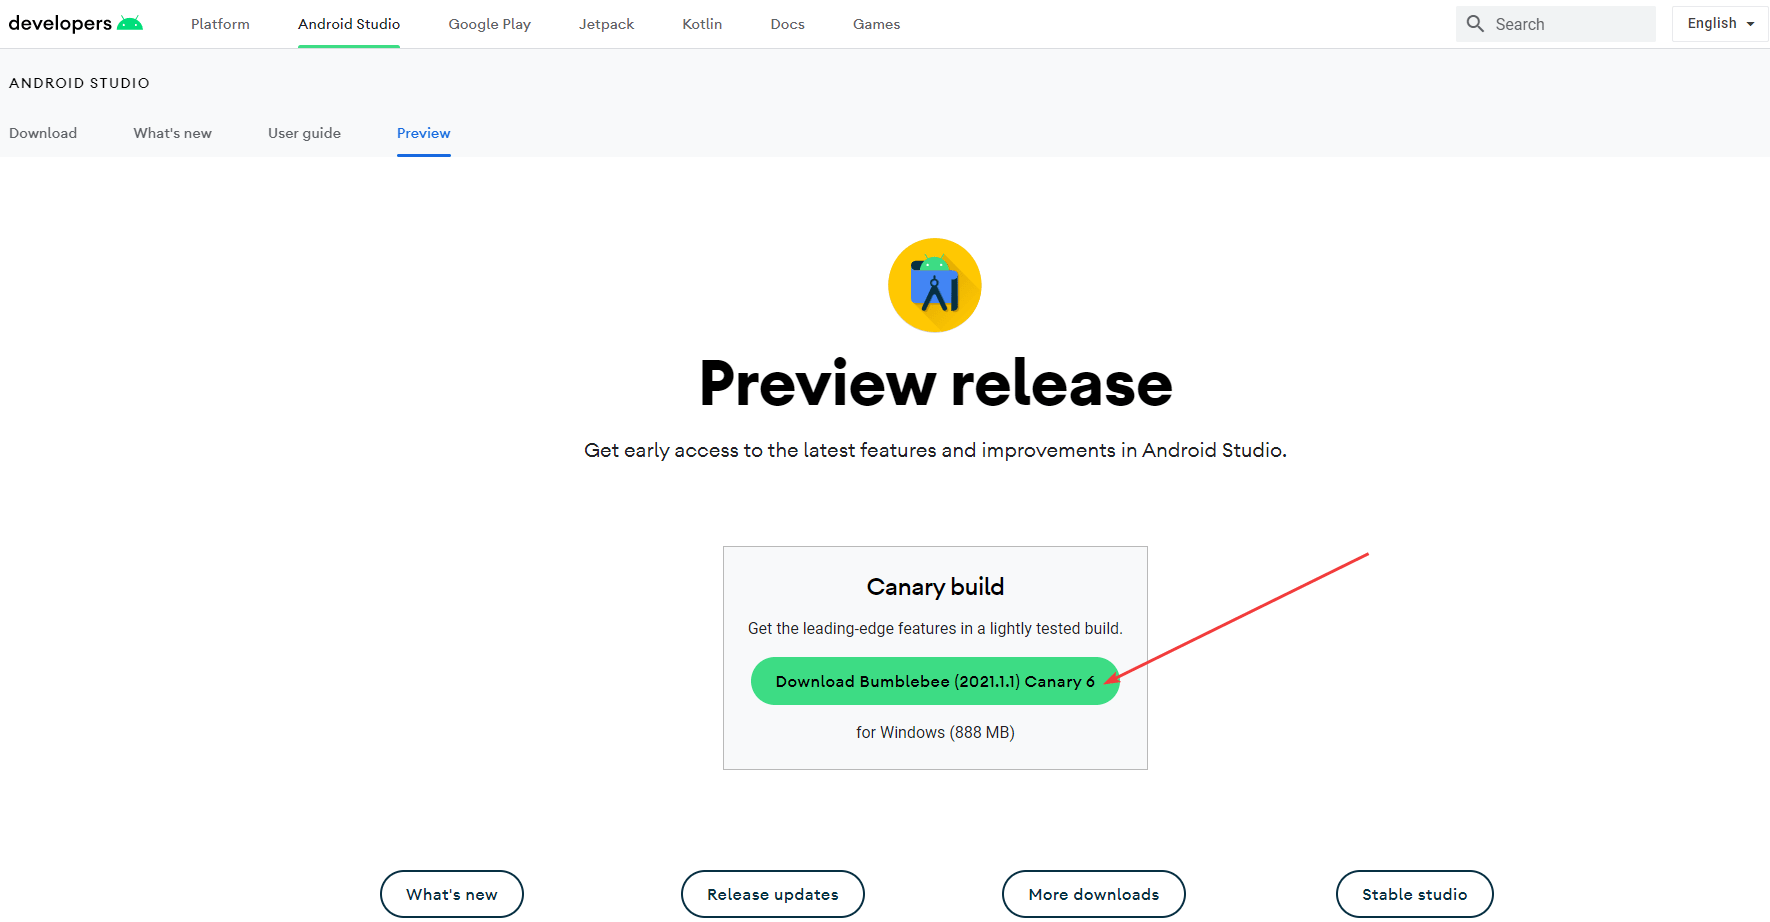 developers Platform Android Studio Google Play Jetpack Kotlin Docs Games Search English
ANDROID STUDIO
Download What's new User guide Preview
Preview release
Get early access to the latest features and improvements in Android Studio.
Canary build
Get the leading-edge features in a lightly tested build.
Download Bumblebee (2021.1.1) Canary 6
for Windows (888 MB)
What's new Release updates More downloads Stable studio